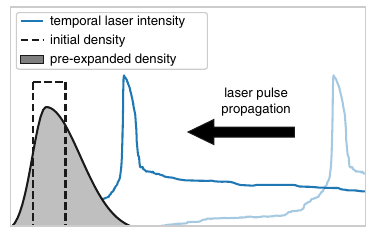 temporal laser intensity
initial density
pre-expanded density
laser pulse
propagation